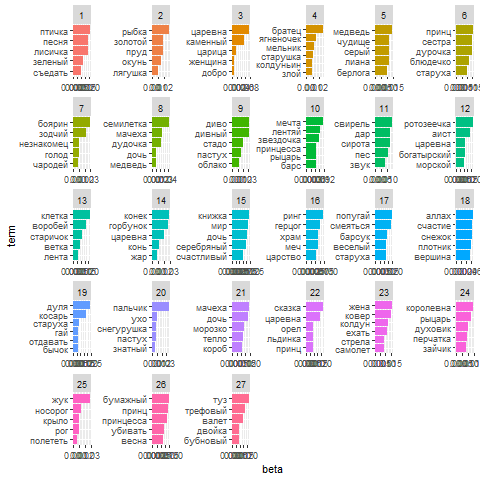 1
птичка
песня
лисичка
зеленый
съедать
2
рыбка
золотой
пруд
окунь
лягушка
3
царевна
каменный
царица
женщина
добро
4
братец
ягненочек
мельник
старушка
колдуньин
злой
5
медведь
чудище
серый
лиана
берлога
6
принц
сестра
дурочка
блюдечко
старуха
7
боярин
зодчий
незнакомец
голод
чародей
8
семилетка
мачеха
дудочка
дочь
медведь
9
диво
дивный
стадо
пастух
облако
10
мечта
лентяй
звездочка
принцесса
рыцарь
баро
11
свирель
дар
сирота
пес
звук
12
ротозеечка
аист
царевна
богатырский
морской
13
клетка
воробей
старичок
ветка
лента
14
конек
горбунок
царевна
конь
жар
15
книжка
мир
дочь
серебряный
счастливый
16
ринг
герцог
храм
меч
царство
17
попугай
смеяться
барсук
веселый
старуха
18
аллах
счастие
снежок
плотник
вершина
19
дуля
косарь
старуха
гай
отдавать
бычок
20
пальчик
ухо
снегурушка
пастух
знатный
21
мачеха
дочь
морозко
тепло
короб
22
сказка
царевна
орел
льдинка
принц
23
жена
ковер
колдун
ехать
стрела
самолет
24
королевна
рыцарь
духовик
перчатка
зайчик
25
жук
носорог
крыло
рог
полететь
26
бумажный
принц
принцесса
убивать
весна
27
туз
трефовый
валет
двойка
бубновый
term
beta